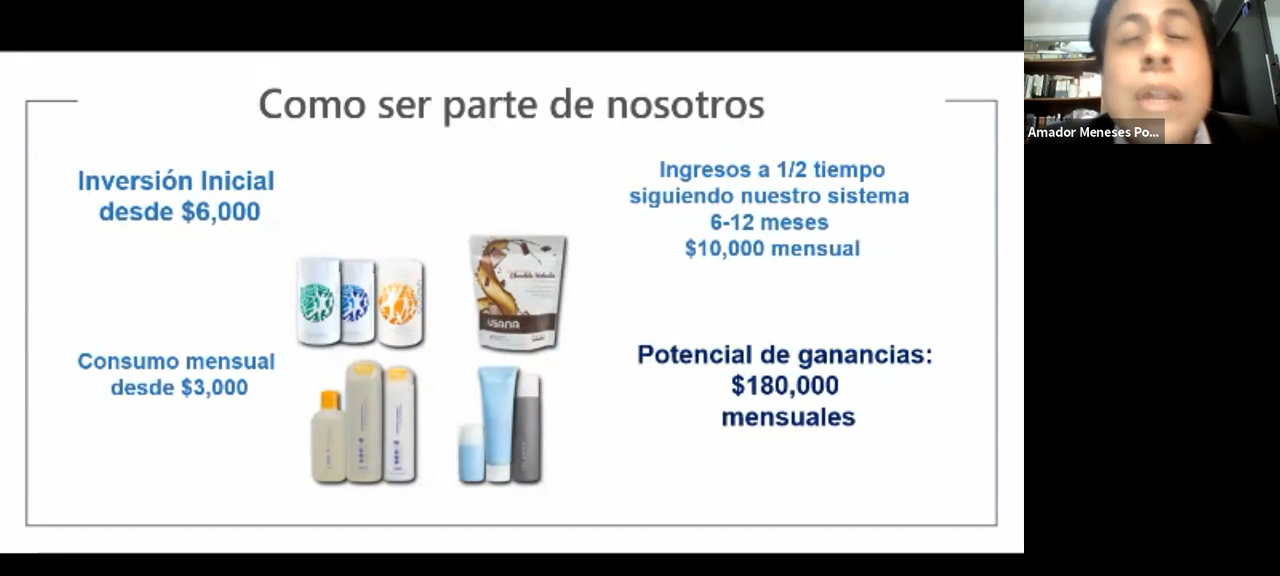 Como ser parte de nosotros
Inversión Inicial
desde $6,000
Ingresos a 1/2 tiempo
siguiendo nuestro sistema
6-12 meses
$10,000 mensual
USANA
Consumo mensual
desde $3,000
Potencial de ganancias:
$180,000
mensuales
Amador Meneses Po...